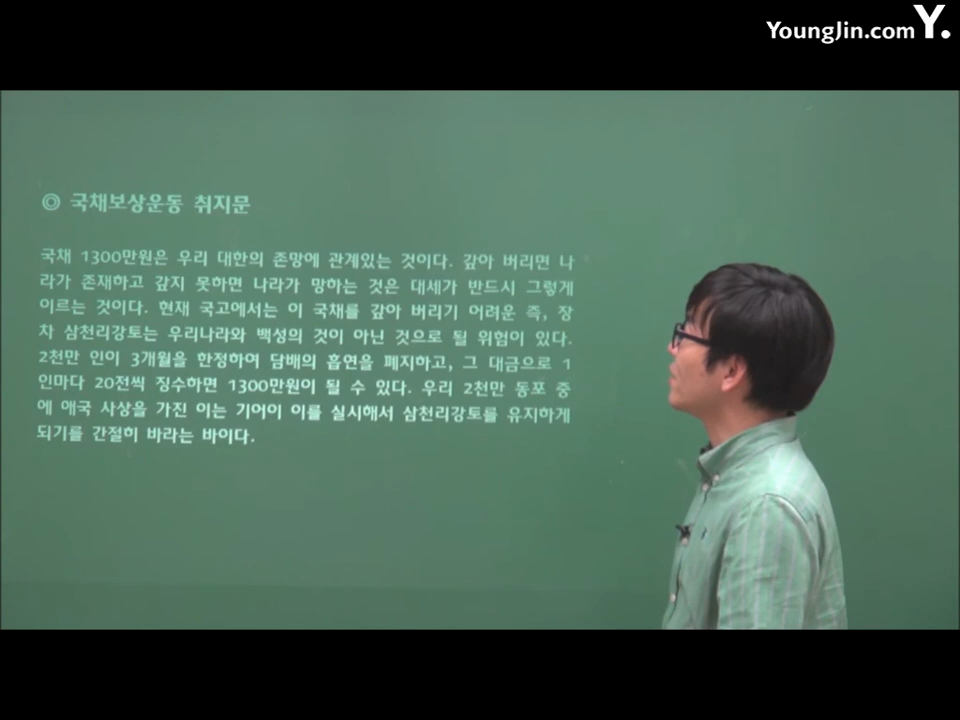 YoungJin.com Y.
◎ 국채보상운동 취지문
국채 1300만원은 우리 대한의 존망에 관계있는 것이다. 갚아 버리면 나
라가 존재하고 갚지 못하면 나라가 망하는 것은 대세가 반드시 그렇게
이르는 것이다. 현재 국고에서는 이 국채를 갚아 버리기 어려운 즉, 장
차 삼천리강토는 우리나라와 백성의 것이 아닌 것으로 될 위험이 있다.
2천만 인이 3개월을 한정하여 담배의 흡연을 폐지하고, 그 대금으로 1
인마다 20전씩 징수하면 1300만원이 될 수 있다. 우리 2천만 동포 중
에 애국 사상을 가진 이는 기어이 이를 실시해서 삼천리강토를 유지하게
되기를 간절히 바라는 바이다.